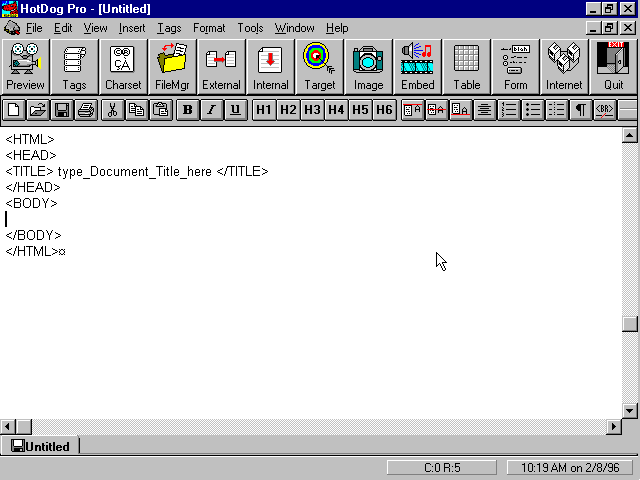 HotDog Pro - [Untitled]
File Edit View Insert Tags Format Tools Window Help
Preview Tags Charset FileMgr External Internal Target Image Embed Table Form Internet Quit
B I U H1 H2 H3 H4 H5 H6 ¶ <BR>
<HTML>
<HEAD>
<TITLE> type_Document_Title_here </TITLE>
</HEAD>
<BODY>
</BODY>
</HTML>¤
Untitled
C:0 R:5 10:19 AM on 2/8/96